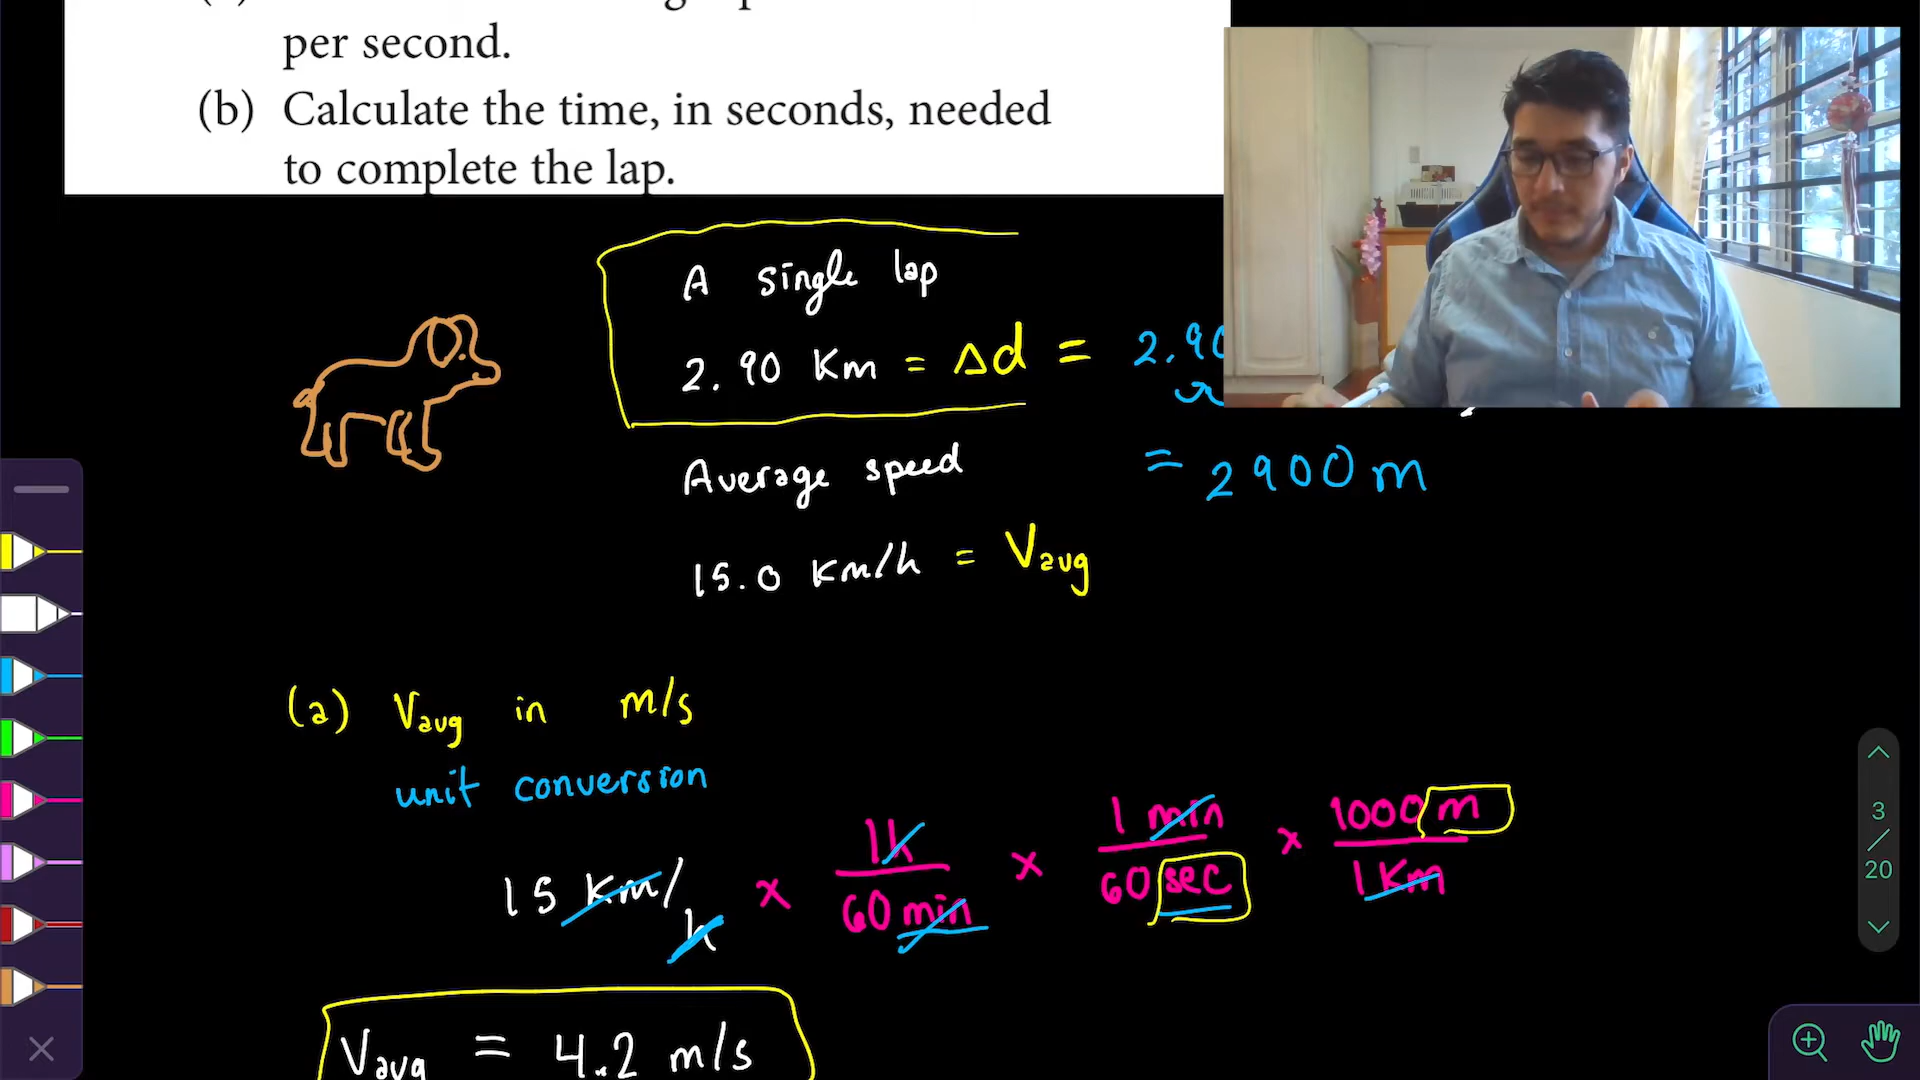 per second.
(b) Calculate the time, in seconds, needed
to complete the lap.
A single lap
2.90 Km = Δd = 2.90
= 2900 m
Average speed
15.0 Km/h = Vavg
(a) Vavg in m/s
unit conversion
15 Km/h × 1h/60 min × 1 min/60 sec × 1000 m/1 Km
Vavg = 4.2 m/s
3
/
20